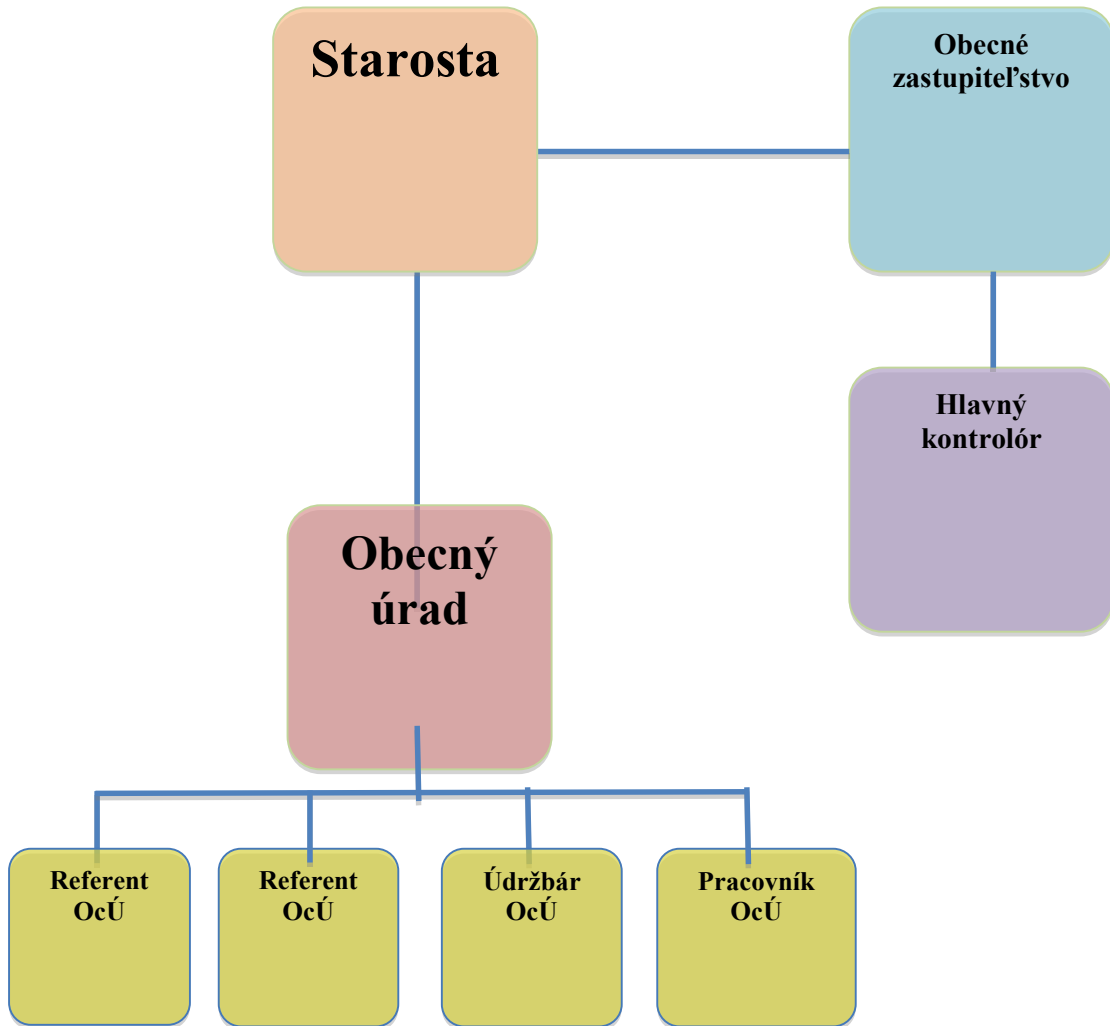 Starosta
Obecné
zastupiteľstvo
Hlavný
kontrolór
Obecný
úrad
Referent
OcÚ
Referent
OcÚ
Údržbár
OcÚ
Pracovník
OcÚ